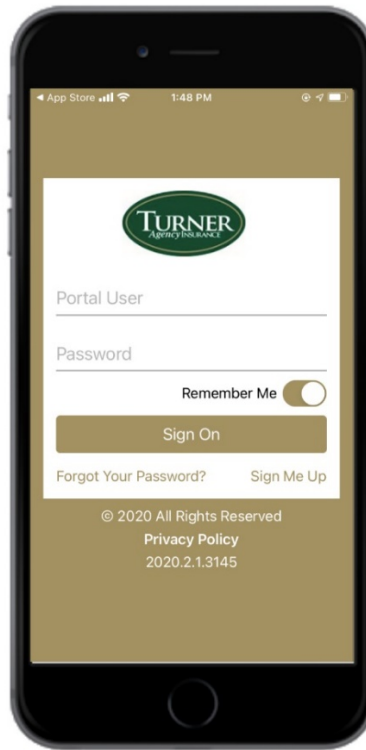 App Store 1:48 PM
TURNER
Agency INSURANCE
Portal User
Password
Remember Me
Sign On
Forgot Your Password? Sign Me Up
© 2020 All Rights Reserved
Privacy Policy
2020.2.1.3145